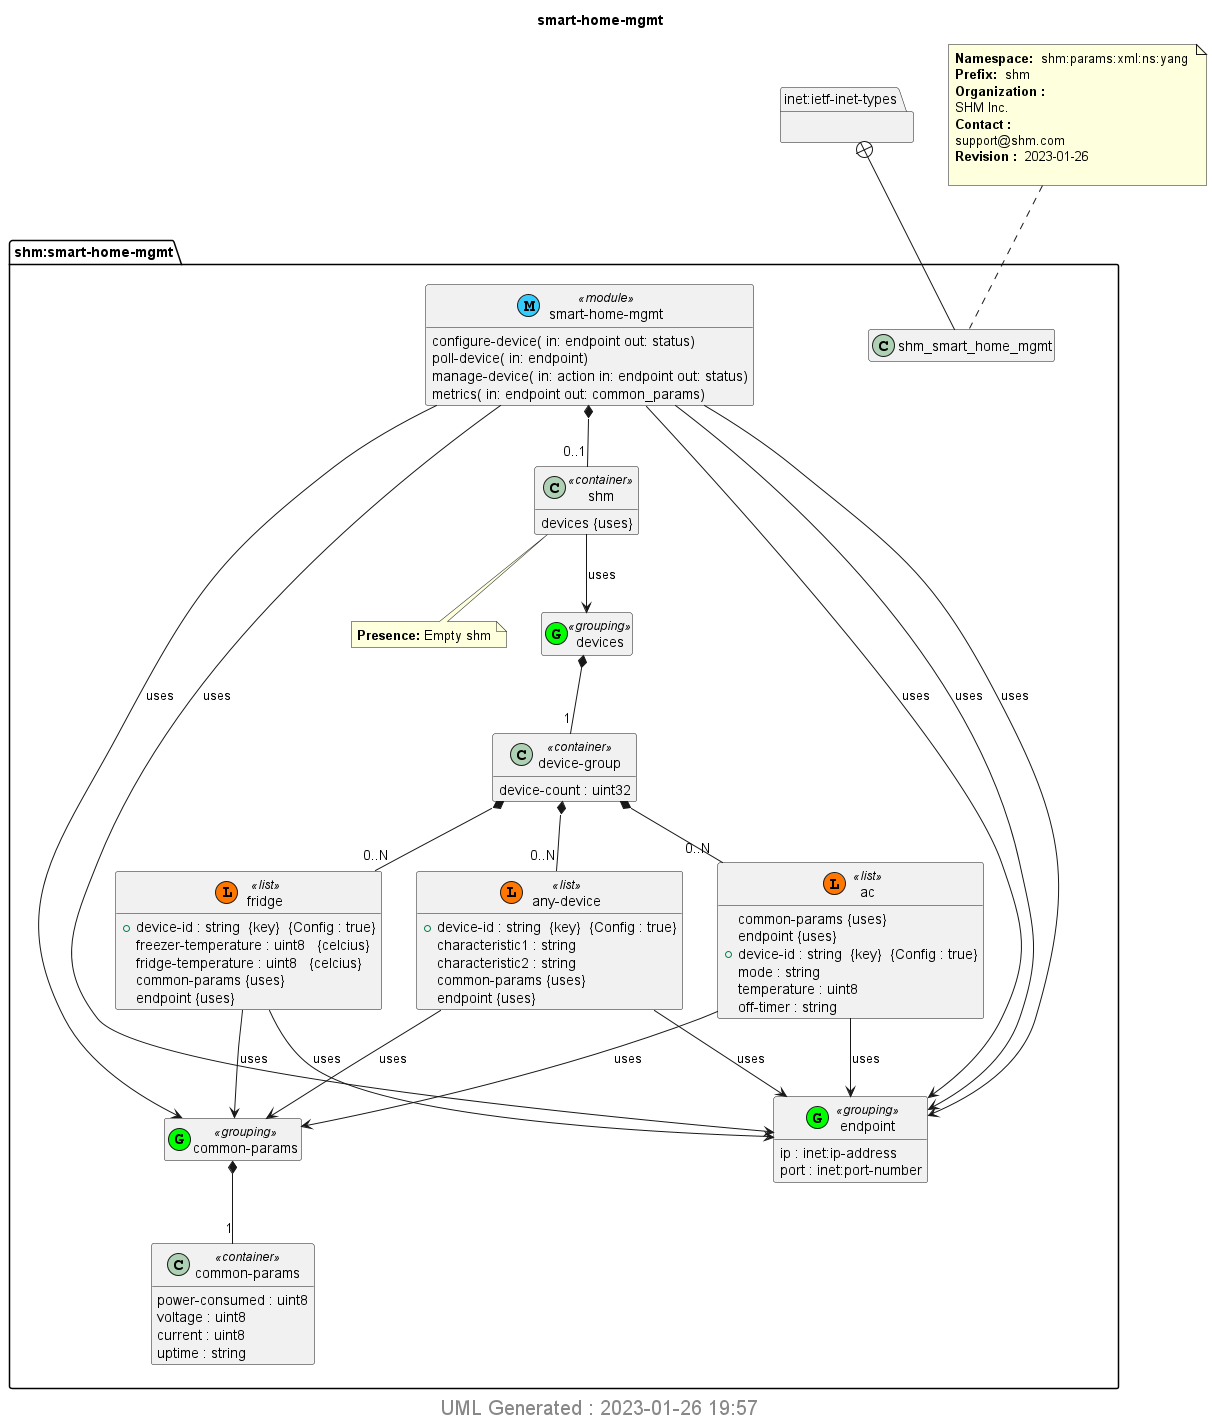 smart-home-mgmt
Namespace: shm:params:xml:ns:yang
Prefix: shm
Organization :
SHM Inc.
Contact :
support@shm.com
Revision : 2023-01-26
inet:ietf-inet-types
shm:smart-home-mgmt
M «module»
smart-home-mgmt
configure-device( in: endpoint out: status)
poll-device( in: endpoint)
manage-device( in: action in: endpoint out: status)
metrics( in: endpoint out: common_params)
C shm_smart_home_mgmt
0..1
C «container»
shm
devices {uses}
uses
Presence: Empty shm
G «grouping»
devices
uses
uses
uses
uses
uses
1
C «container»
device-group
device-count : uint32
0..N
0..N
0..N
L «list»
fridge
device-id : string {key} {Config : true}
freezer-temperature : uint8 {celcius}
fridge-temperature : uint8 {celcius}
common-params {uses}
endpoint {uses}
L «list»
any-device
device-id : string {key} {Config : true}
characteristic1 : string
characteristic2 : string
common-params {uses}
endpoint {uses}
L «list»
ac
common-params {uses}
endpoint {uses}
device-id : string {key} {Config : true}
mode : string
temperature : uint8
off-timer : string
uses
uses
uses
uses
uses
uses
G «grouping»
common-params
G «grouping»
endpoint
ip : inet:ip-address
port : inet:port-number
1
C «container»
common-params
power-consumed : uint8
voltage : uint8
current : uint8
uptime : string
UML Generated : 2023-01-26 19:57